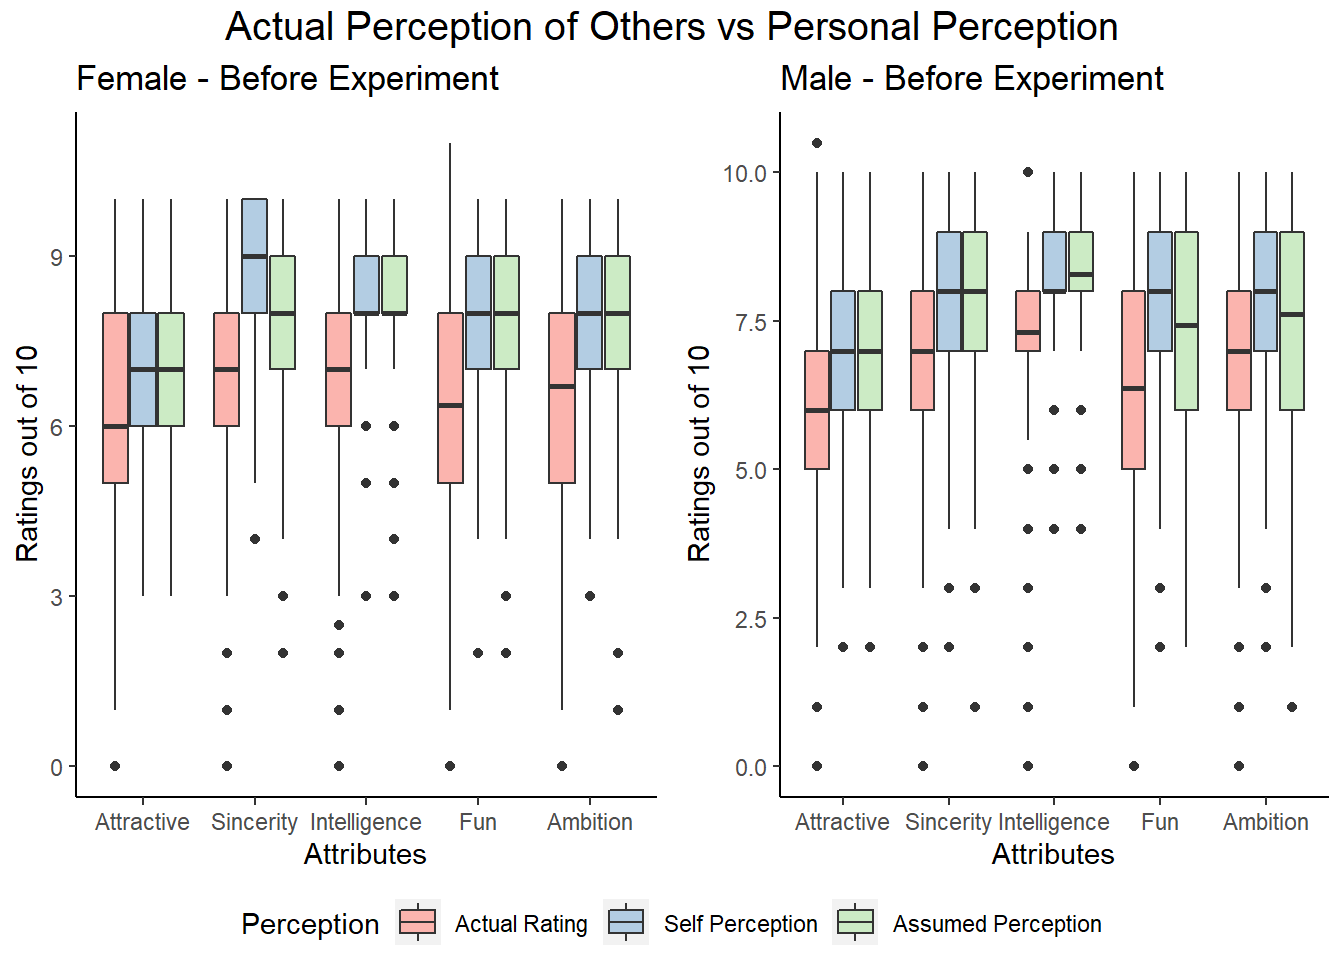 Actual Perception of Others vs Personal Perception
Female - Before Experiment
Ratings out of 10
9
6
3
0
Attractive Sincerity Intelligence Fun Ambition
Attributes
Male - Before Experiment
Ratings out of 10
10.0
7.5
5.0
2.5
0.0
Attractive Sincerity Intelligence Fun Ambition
Attributes
Perception Actual Rating Self Perception Assumed Perception